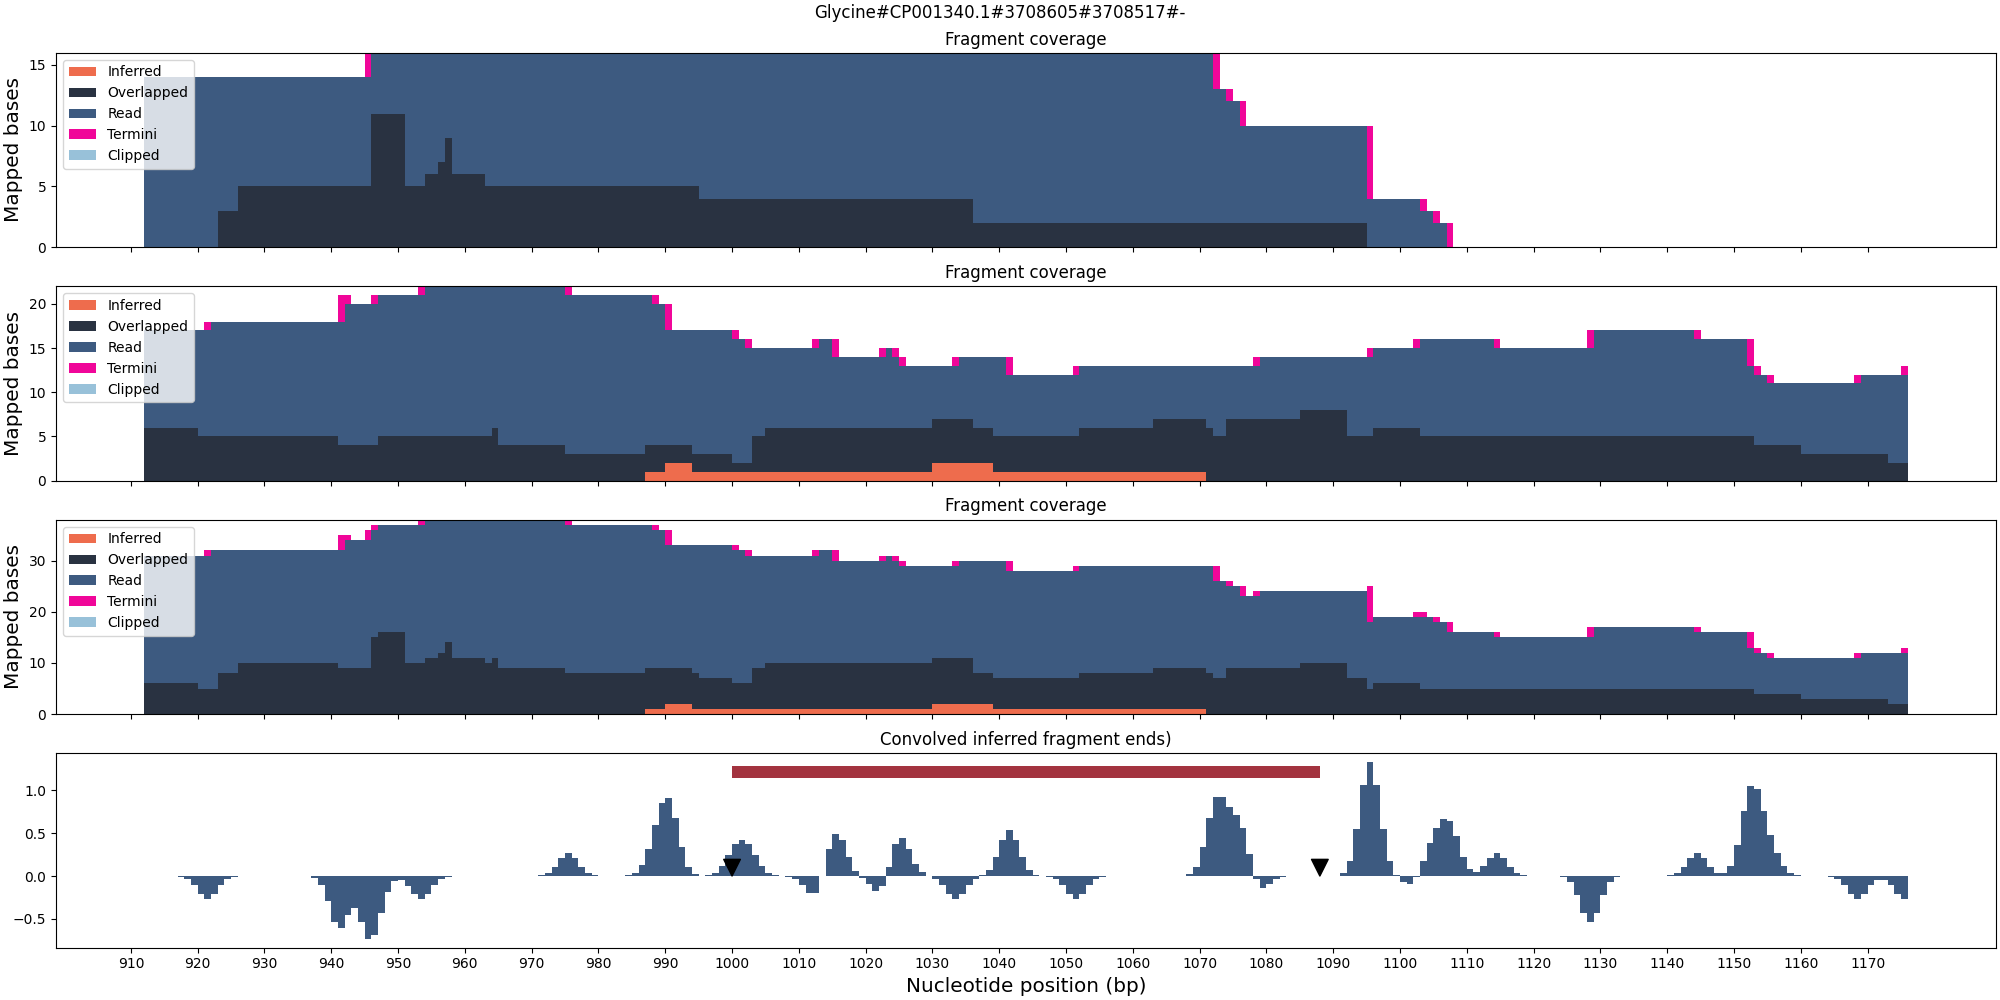 Glycine#CP001340.1#3708605#3708517#-
Fragment coverage
Mapped bases
15
10
5
0
Inferred
Overlapped
Read
Termini
Clipped
Fragment coverage
Mapped bases
20
15
10
5
0
Inferred
Overlapped
Read
Termini
Clipped
Fragment coverage
Mapped bases
30
20
10
0
Inferred
Overlapped
Read
Termini
Clipped
Convolved inferred fragment ends)
1.0
0.5
0.0
−0.5
910 920 930 940 950 960 970 980 990 1000 1010 1020 1030 1040 1050 1060 1070 1080 1090 1100 1110 1120 1130 1140 1150 1160 1170
Nucleotide position (bp)